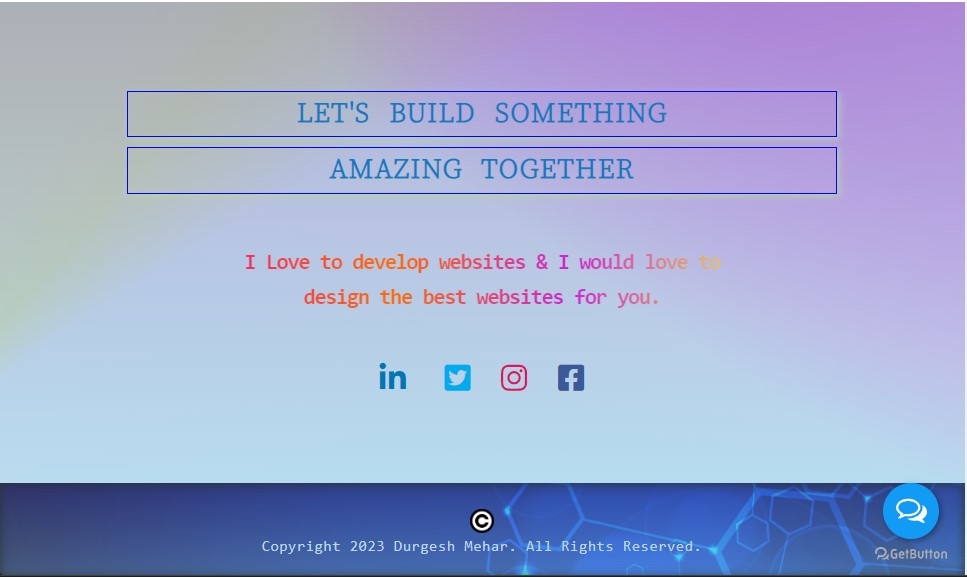 LET'S BUILD SOMETHING
AMAZING TOGETHER
I Love to develop websites & I would love to
design the best websites for you.
in
©
Copyright 2023 Durgesh Mehar. All Rights Reserved.
GetButton